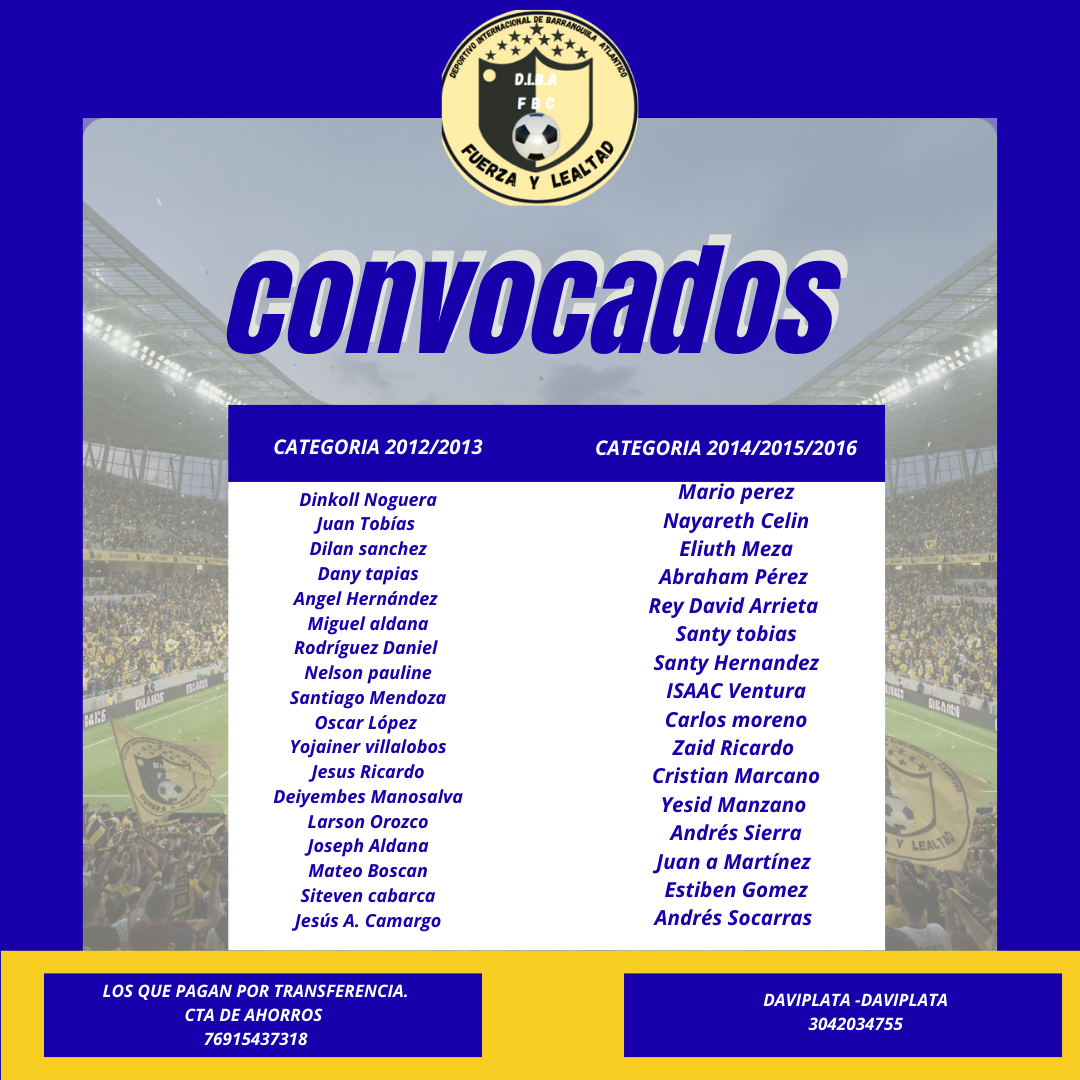 DEPORTIVO INTERNACIONAL DE BARRANQUILA ATLANTICO
D.I.B.A
F B C
FUERZA Y LEALTAD
convocados
CATEGORIA 2012/2013
Dinkoll Noguera
Juan Tobías
Dilan sanchez
Dany tapias
Angel Hernández
Miguel aldana
Rodríguez Daniel
Nelson pauline
Santiago Mendoza
Oscar López
Yojainer villalobos
Jesus Ricardo
Deiyembes Manosalva
Larson Orozco
Joseph Aldana
Mateo Boscan
Siteven cabarca
Jesús A. Camargo
CATEGORIA 2014/2015/2016
Mario perez
Nayareth Celin
Eliuth Meza
Abraham Pérez
Rey David Arrieta
Santy tobias
Santy Hernandez
ISAAC Ventura
Carlos moreno
Zaid Ricardo
Cristian Marcano
Yesid Manzano
Andrés Sierra
Juan a Martínez
Estiben Gomez
Andrés Socarras
Y LEALTAD
LOS QUE PAGAN POR TRANSFERENCIA.
CTA DE AHORROS
76915437318
DAVIPLATA -DAVIPLATA
3042034755